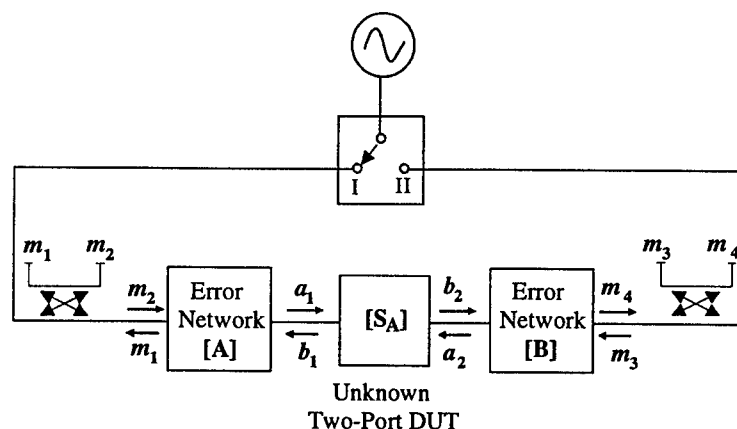 I II
m1 m2
m3 m4
m2
m1
Error
Network
[A]
a1
b1
[SA]
b2
a2
Error
Network
[B]
m4
m3
Unknown
Two-Port DUT